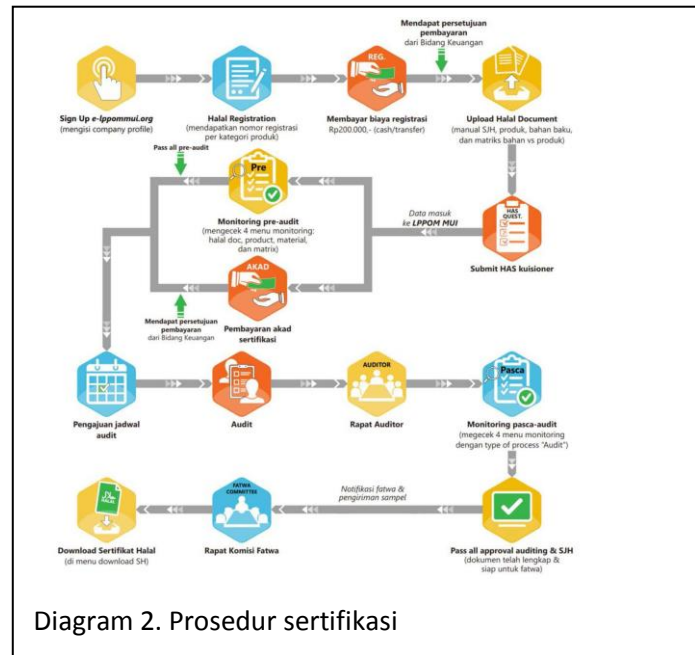 Mendapat persetujuan
pembayaran
dari Bidang Keuangan
REG.
Sign Up e-lppommui.org
(mengisi company profile)
Halal Registration
(mendapatkan nomor registrasi
per kategori produk)
Membayar biaya registrasi
Rp200.000,- (cash/transfer)
Upload Halal Document
(manual SJH, produk, bahan baku,
dan matriks bahan vs produk)
Pass all pre-audit
Pre
Monitoring pre-audit
(mengecek 4 menu monitoring:
halal doc, product, material,
dan matrix)
Data masuk
ke LPPOM MUI
HAS
QUEST.
Submit HAS kuisioner
AKAD
Mendapat persetujuan
pembayaran
dari Bidang Keuangan
Pembayaran akad
sertifikasi
Pengajuan jadwal
audit
Audit
AUDITOR
Rapat Auditor
Pasca
Monitoring pasca-audit
(megecek 4 menu monitoring
dengan type of process "Audit")
HALAL
Download Sertifikat Halal
(di menu download SH)
FATWA
COMMITTEE
Rapat Komisi Fatwa
Notifikasi fatwa &
pengiriman sampel
Pass all approval auditing & SJH
(dokumen telah lengkap &
siap untuk fatwa)
Diagram 2. Prosedur sertifikasi